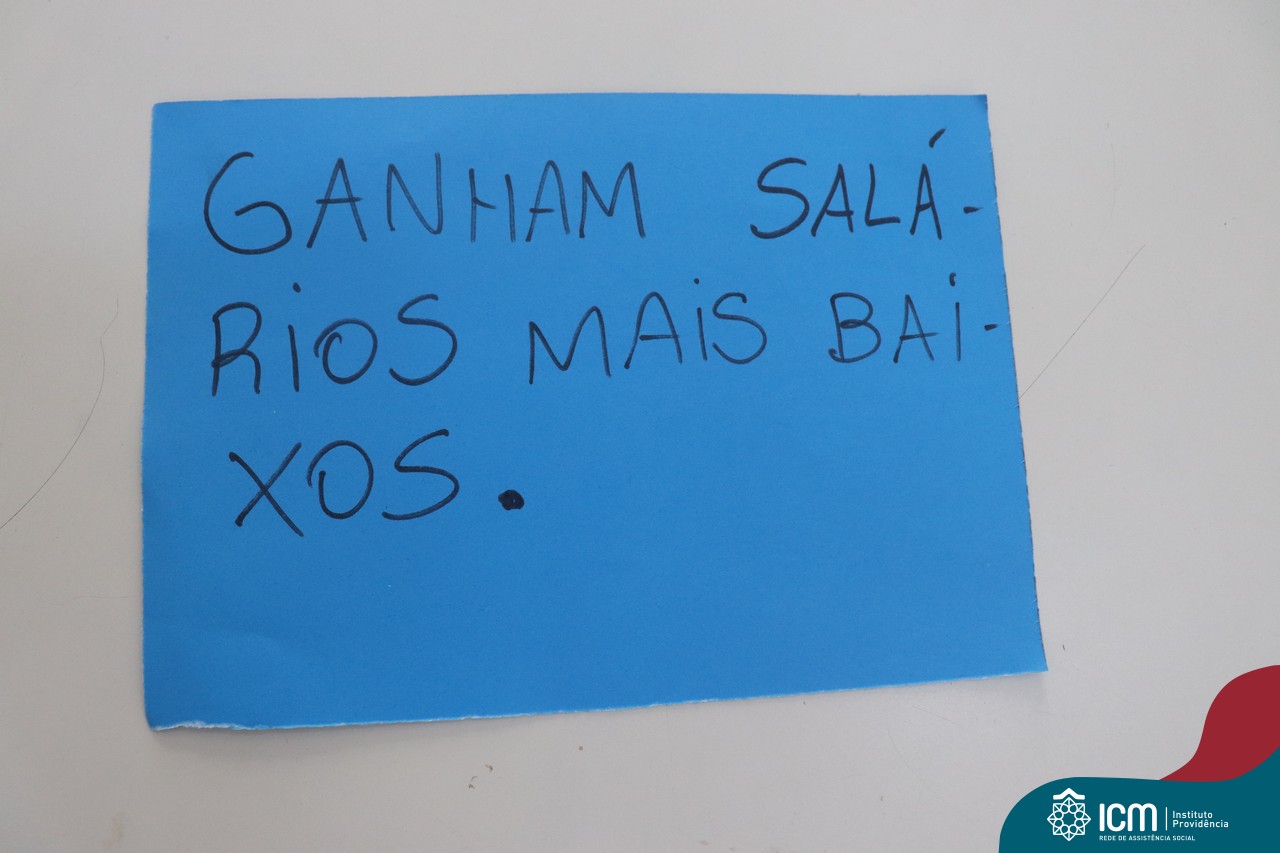 GANHAM SALÁ-
RIOS MAIS BAI-
XOS.
ICM
Instituto
Providência
REDE DE ASSISTÊNCIA SOCIAL